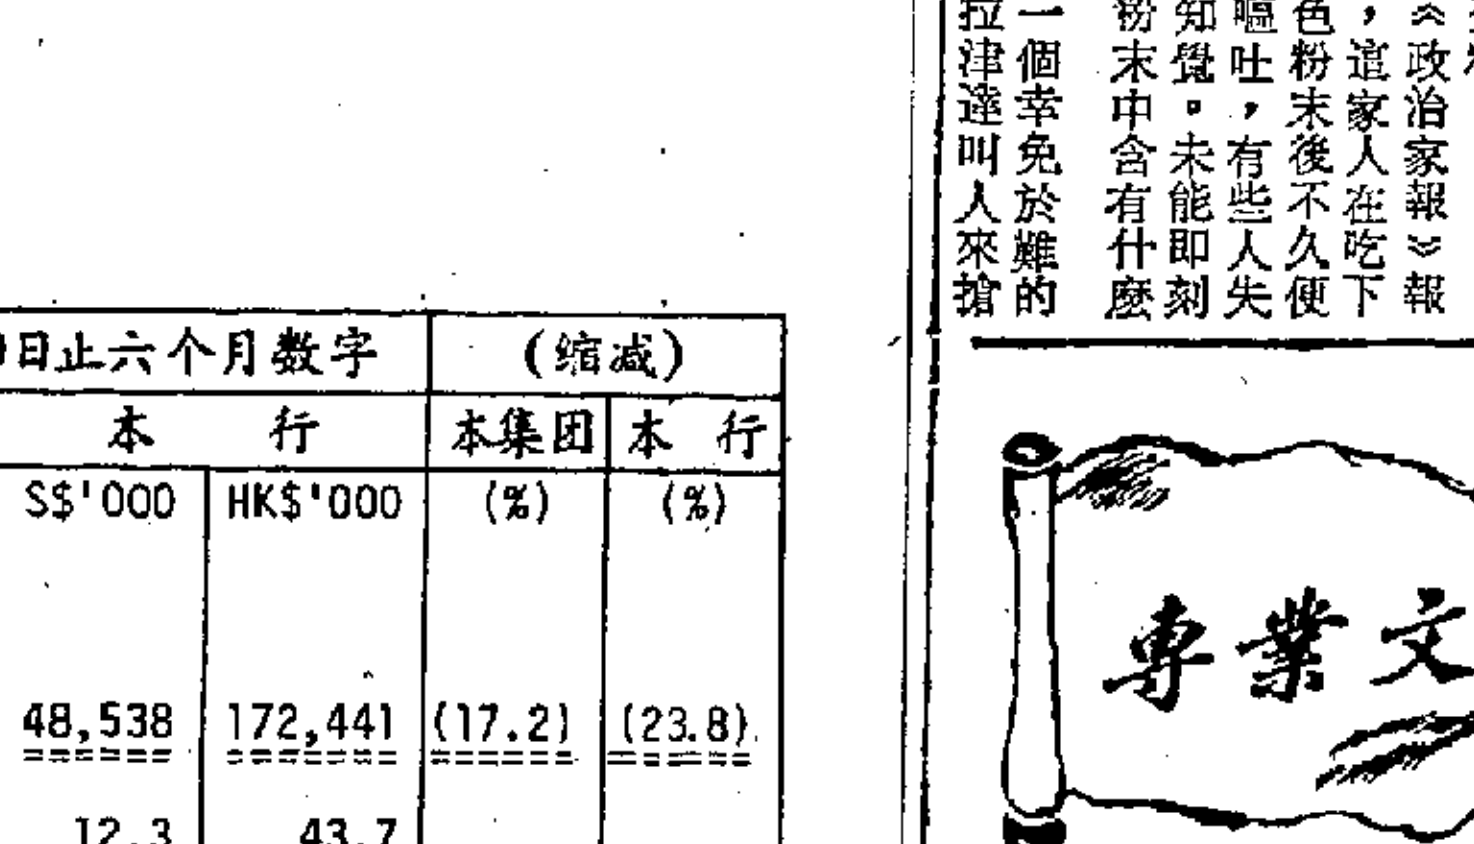 《政治家報》報
，這家人在吃下
色粉末後不久便
嘔吐，有些人失
知覺。未能即刻
粉末中含有什麽
一個幸免於難的
拉津達叫人來搶
日止六个月数字 (缩减)
本 行 本集团 本 行
S$'000 HK$'000 (%) (%)
48,538 172,441 (17.2) (23.8)
12.3 43.7
專業文